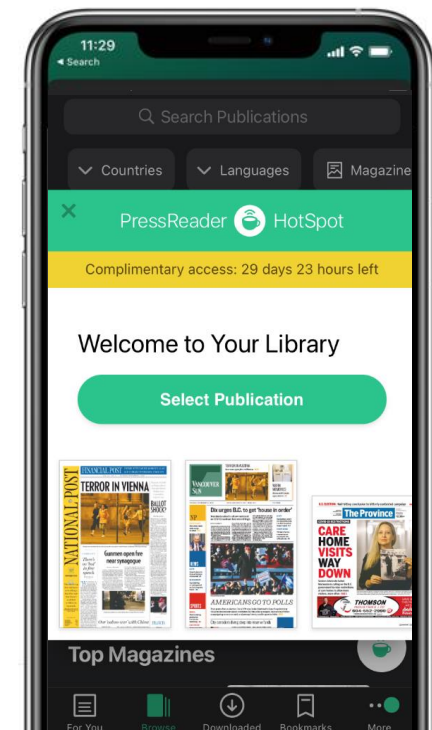 11:29
Search
Search Publications
Countries
Languages
Magazine
PressReader HotSpot
Complimentary access: 29 days 23 hours left
Welcome to Your Library
Select Publication
NATIONAL POST
FINANCIAL POST
TERROR IN VIENNA
BALLOT SHOCK?
Gunmen open fire
near synagogue
VANCOUVER SUN
Dix urges B.C. to get 'house in order'
AMERICANS GO TO POLLS
The Province
CARE
HOME
VISITS
WAY
DOWN
THOMSON
Top Magazines
For You
Browse
Downloaded
Bookmarks
More